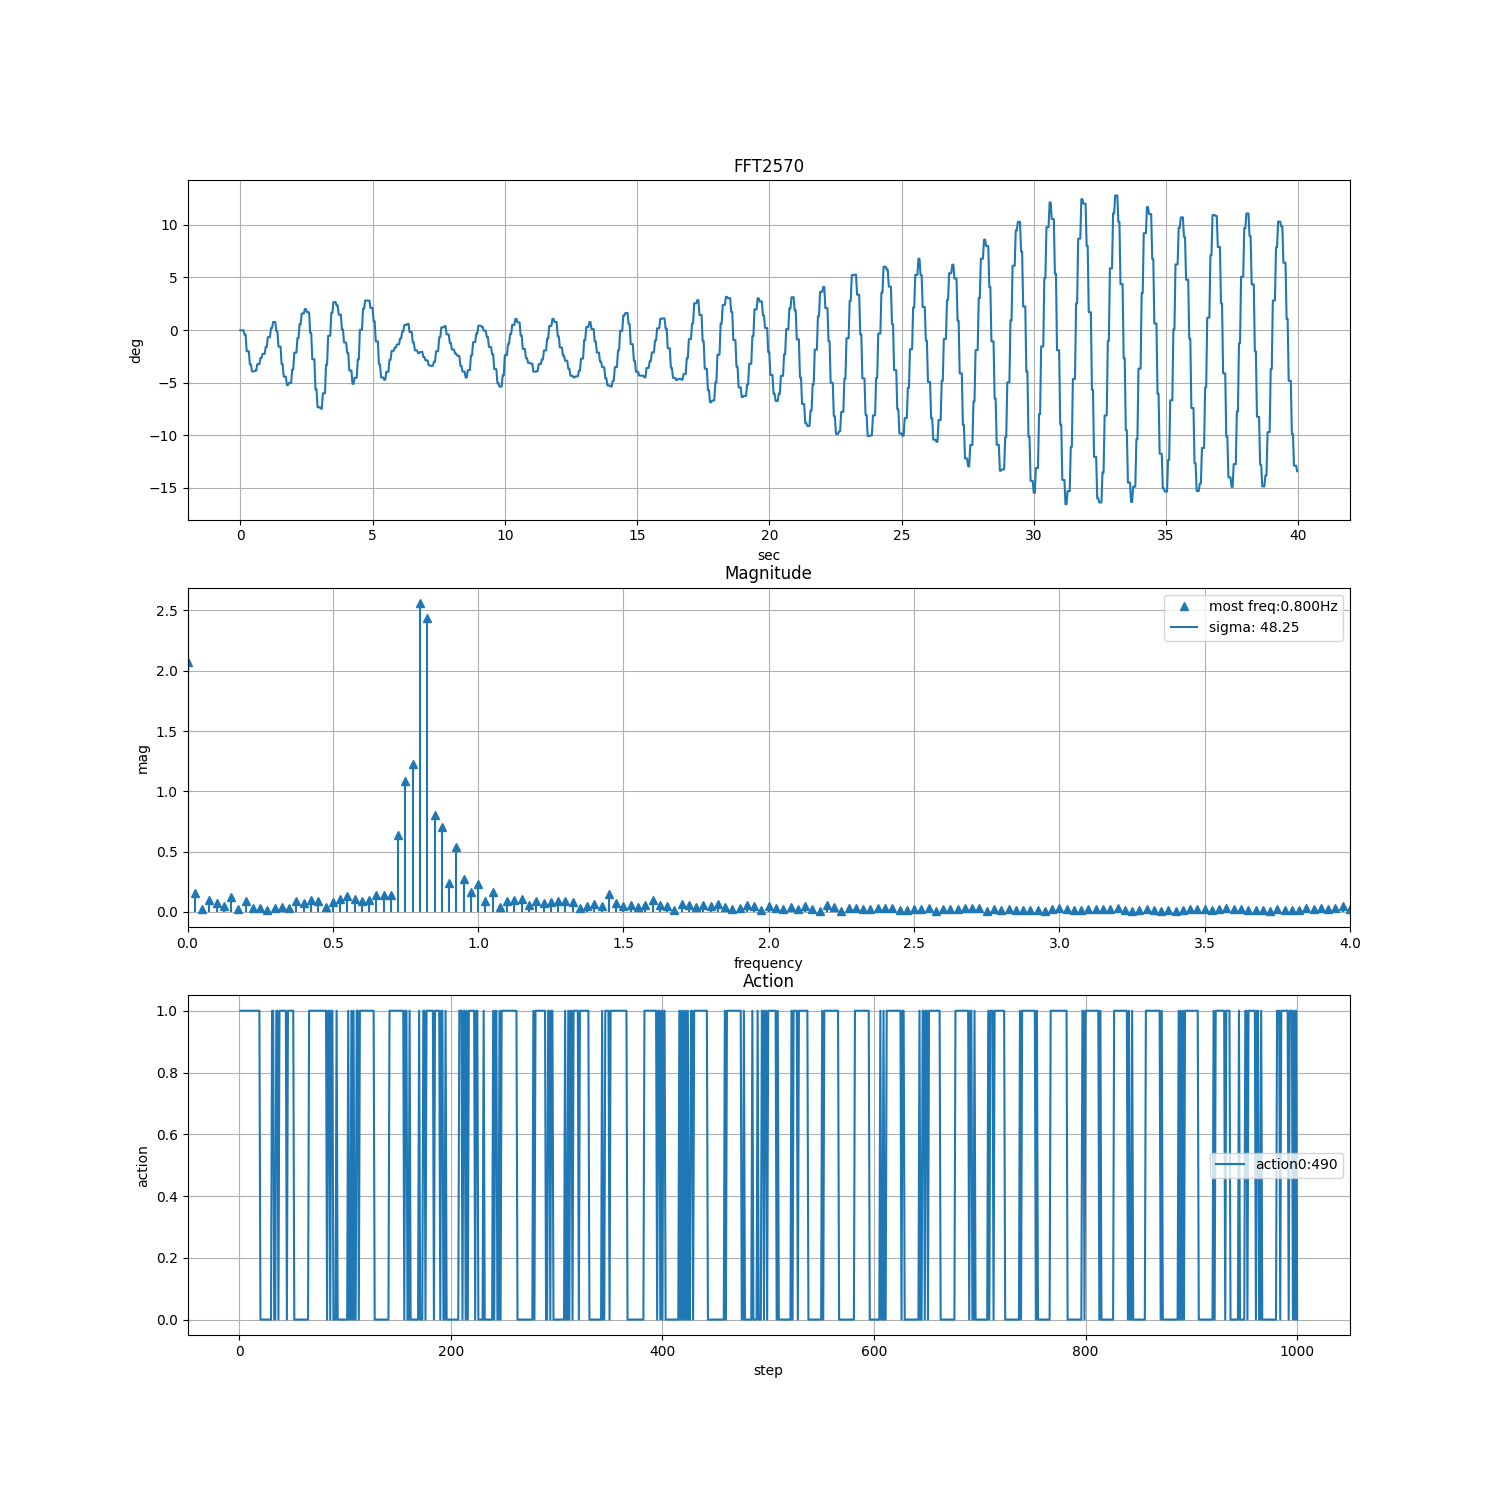 FFT2570
10
5
0
−5
−10
−15
deg
0 5 10 15 20 25 30 35 40
sec
Magnitude
2.5
2.0
1.5
1.0
0.5
0.0
mag
most freq:0.800Hz
sigma: 48.25
0.0 0.5 1.0 1.5 2.0 2.5 3.0 3.5 4.0
frequency
Action
1.0
0.8
0.6
0.4
0.2
0.0
action
action0:490
0 200 400 600 800 1000
step